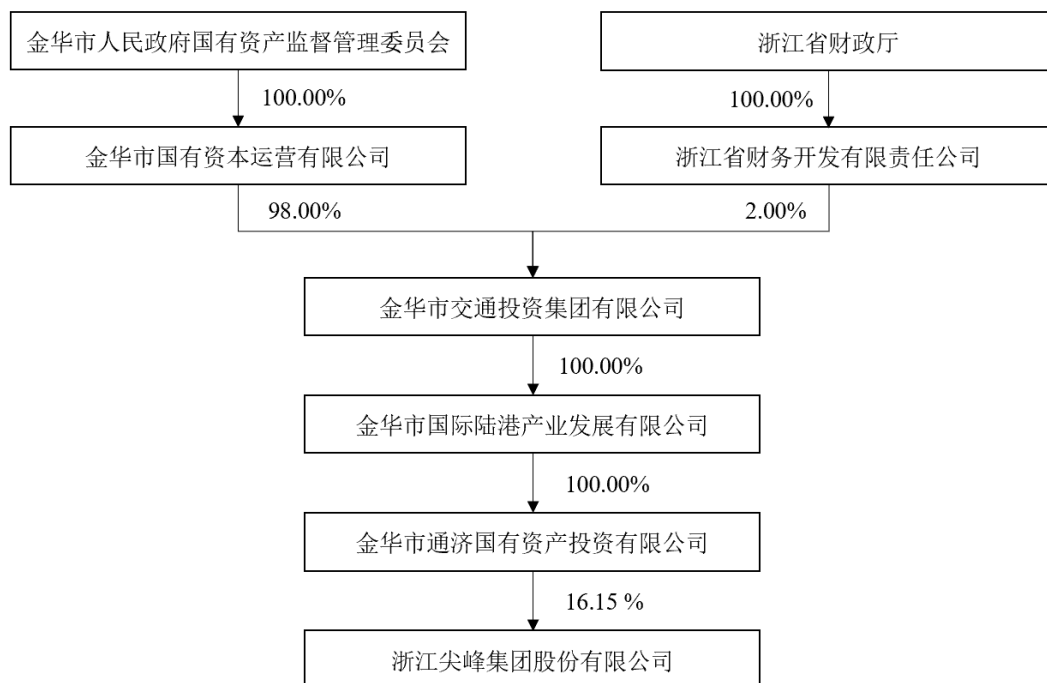 金华市人民政府国有资产监督管理委员会
浙江省财政厅
100.00%
100.00%
金华市国有资本运营有限公司
浙江省财务开发有限责任公司
98.00%
2.00%
金华市交通投资集团有限公司
100.00%
金华市国际陆港产业发展有限公司
100.00%
金华市通济国有资产投资有限公司
16.15 %
浙江尖峰集团股份有限公司